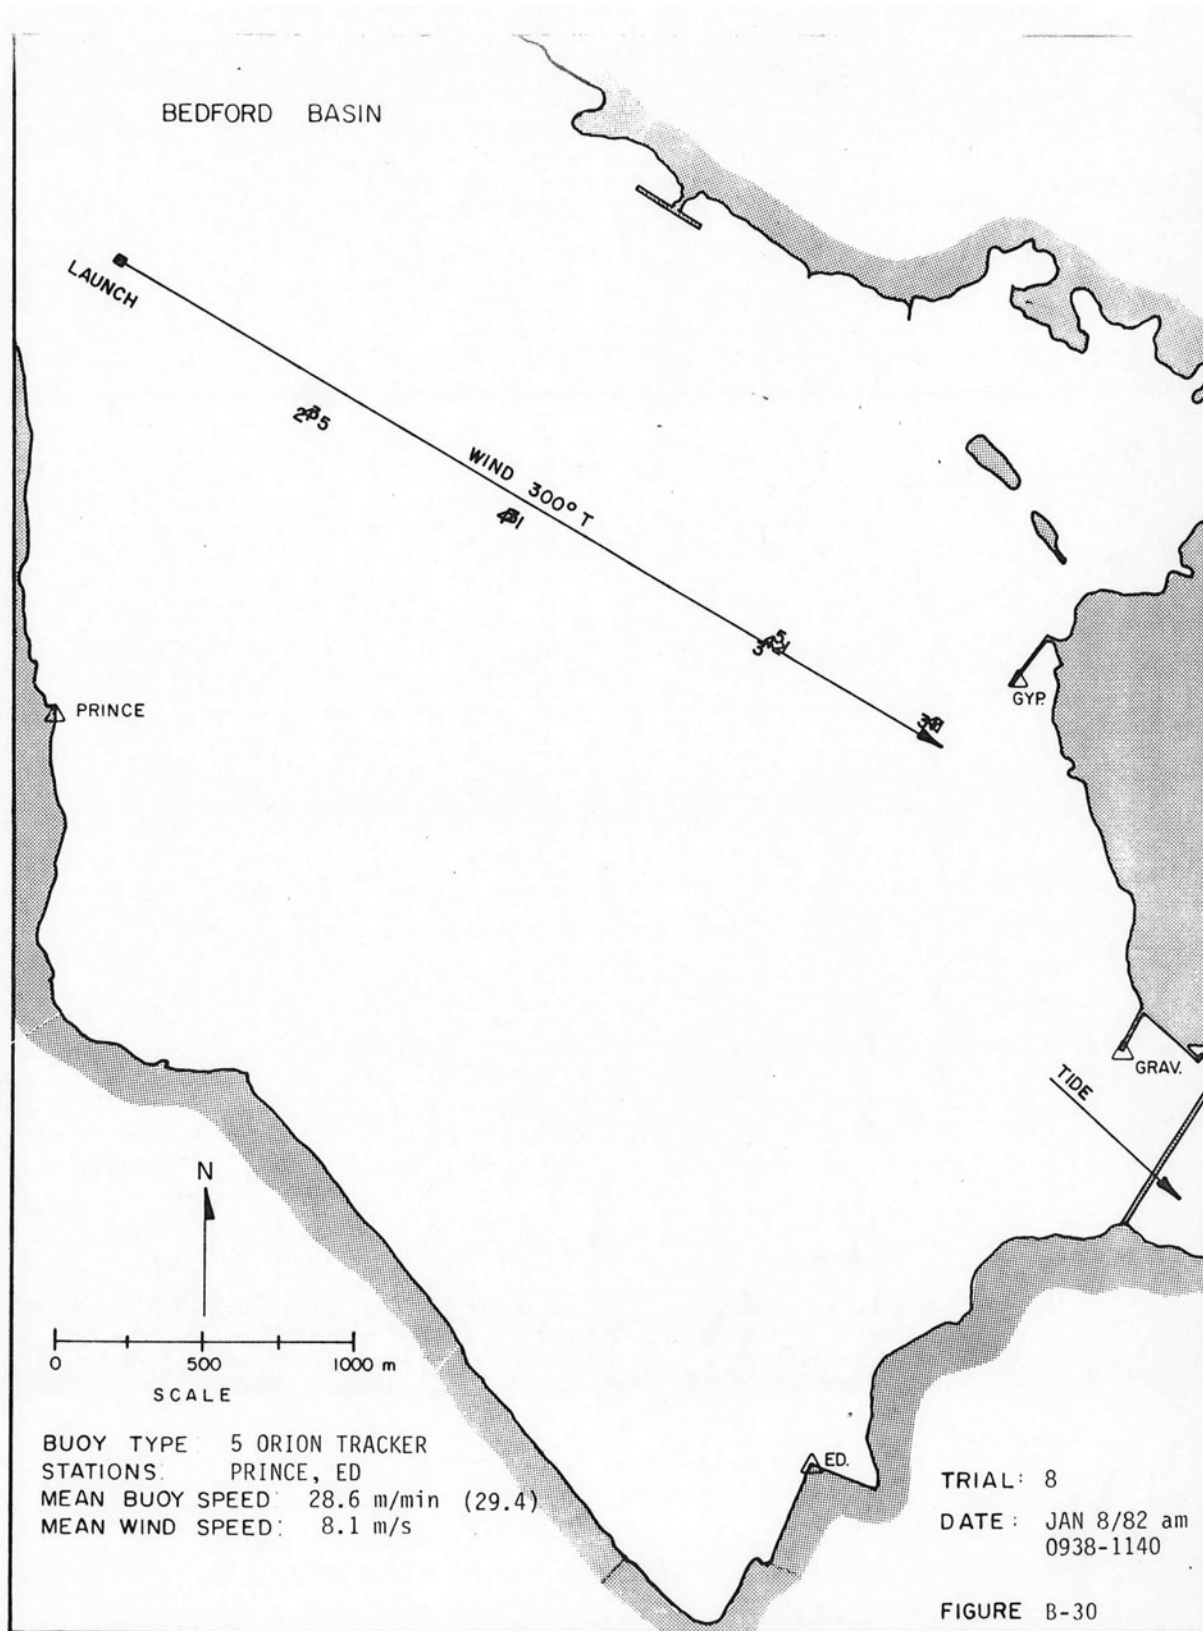 BEDFORD BASIN
LAUNCH
WIND 300° T
PRINCE
GYP.
GRAV.
TIDE
N
0 500 1000 m
SCALE
ED.
BUOY TYPE: 5 ORION TRACKER
STATIONS: PRINCE, ED
MEAN BUOY SPEED: 28.6 m/min (29.4)
MEAN WIND SPEED: 8.1 m/s
TRIAL: 8
DATE: JAN 8/82 am
0938-1140
FIGURE B-30